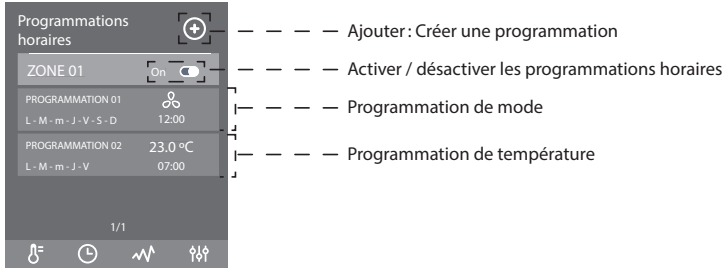 Programmations
horaires
Ajouter : Créer une programmation
ZONE 01
On
Activer / désactiver les programmations horaires
PROGRAMMATION 01
L - M - m - J - V - S - D
12:00
Programmation de mode
PROGRAMMATION 02
23.0 ºC
L - M - m - J - V
07:00
Programmation de température
1/1